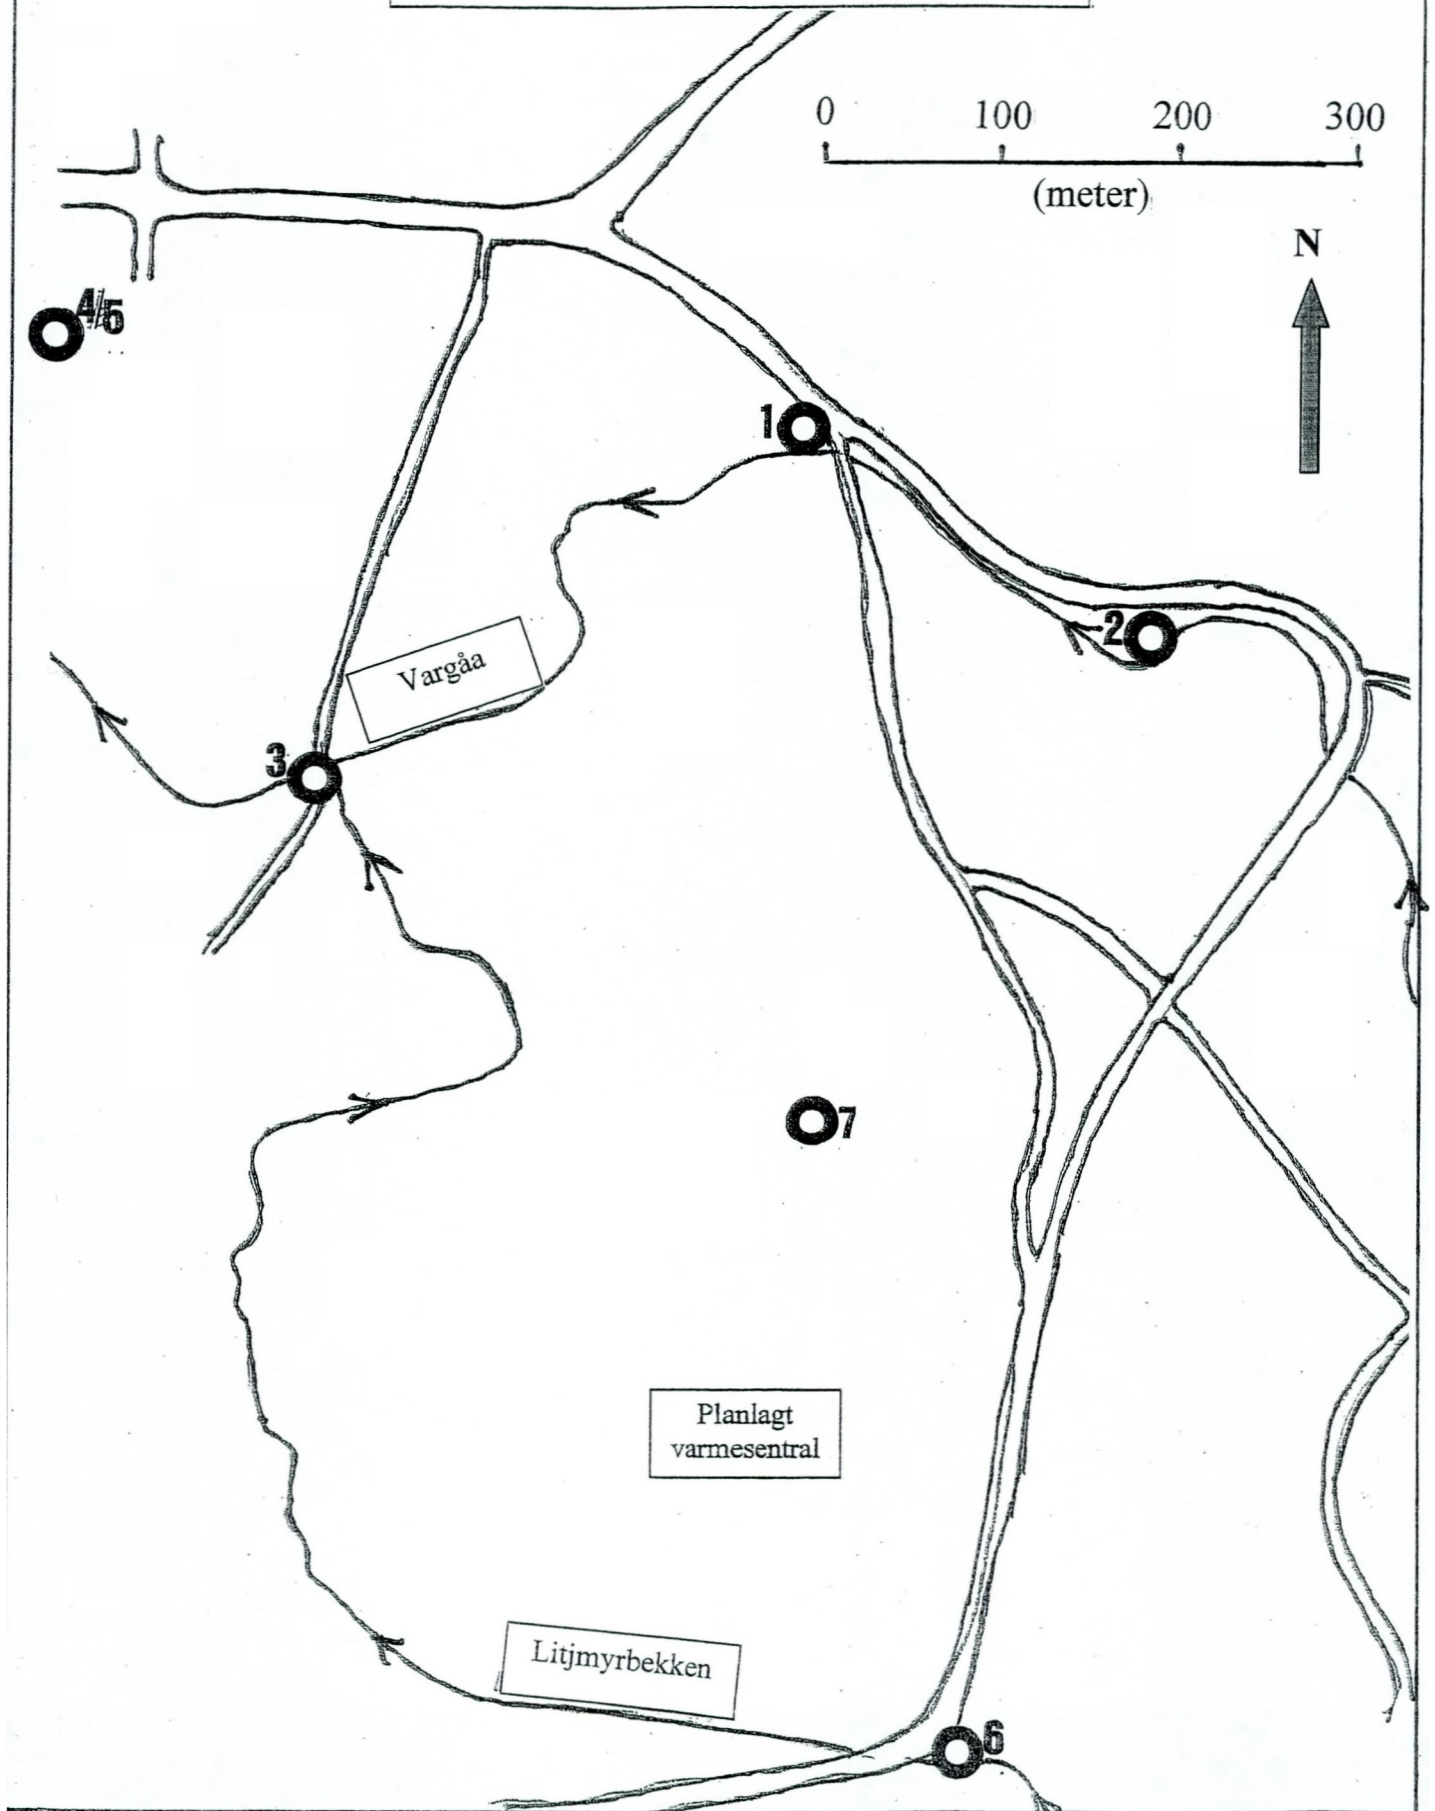 0 100 200 300
(meter)
N
4/5
1
2
Vargåa
3
7
Planlagt
varmesentral
Litjmyrbekken
6